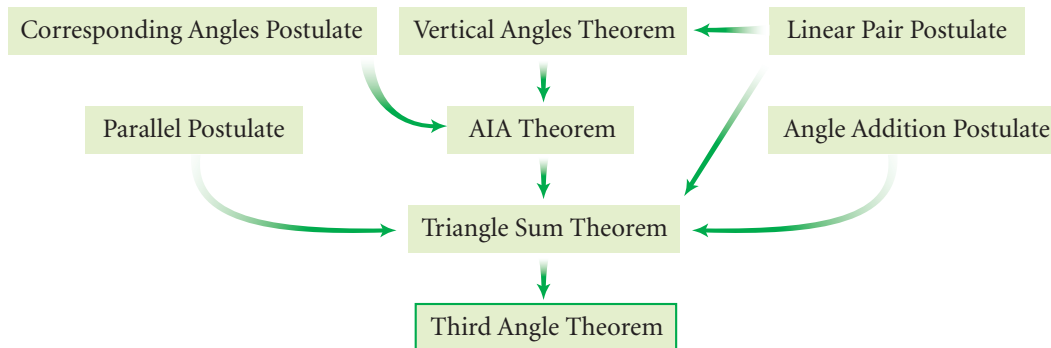 Corresponding Angles Postulate
Vertical Angles Theorem
Linear Pair Postulate
Parallel Postulate
AIA Theorem
Angle Addition Postulate
Triangle Sum Theorem
Third Angle Theorem